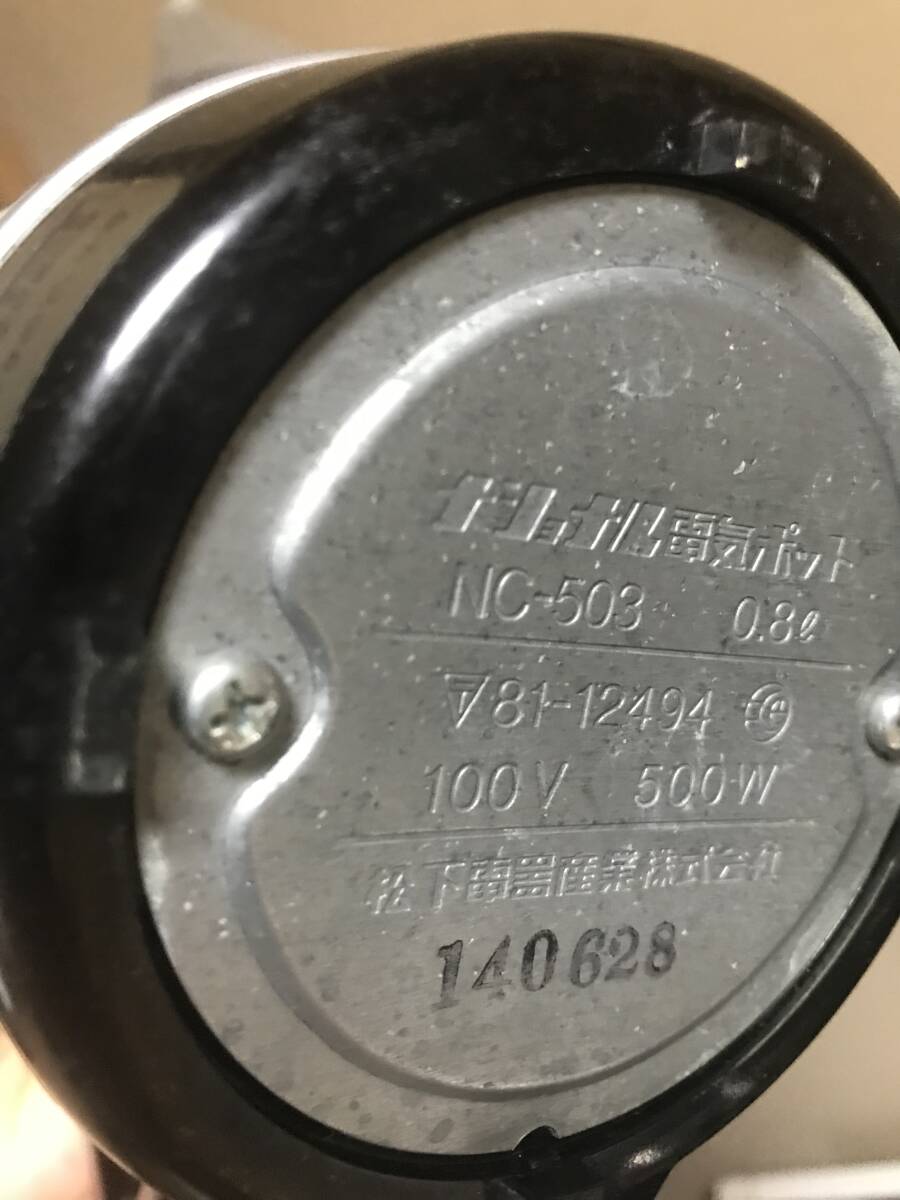 ナショナル電気ポット
NC-503 0.8ℓ
▽81-12494
100V 500W
松下電器産業株式会社
140628